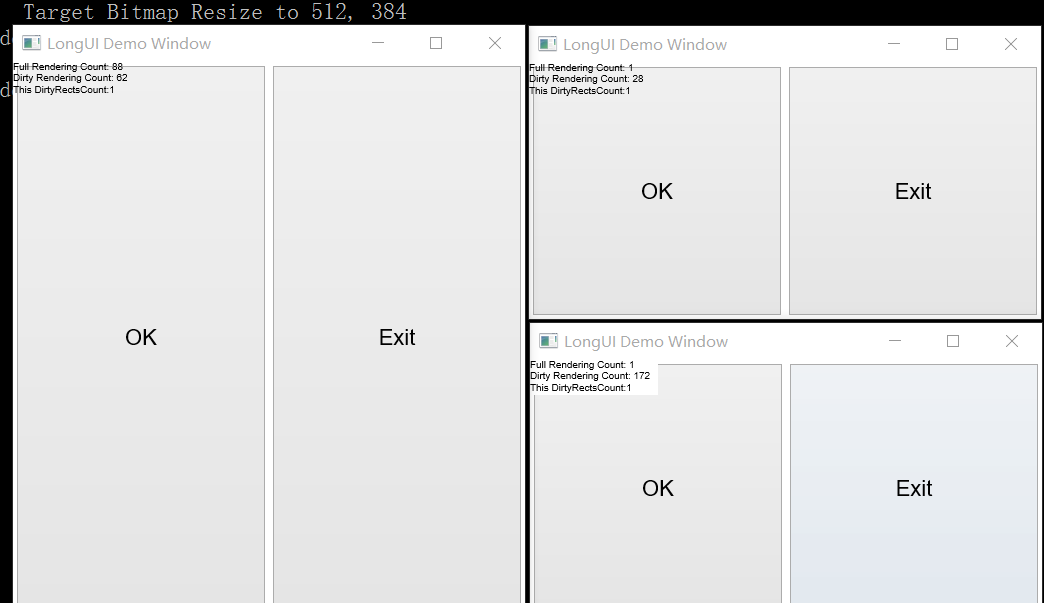 Target Bitmap Resize to 512, 384
d
d
LongUI Demo Window
Full Rendering Count: 88
Dirty Rendering Count: 62
This DirtyRectsCount:1
OK
Exit
LongUI Demo Window
Full Rendering Count: 1
Dirty Rendering Count: 28
This DirtyRectsCount:1
OK
Exit
LongUI Demo Window
Full Rendering Count: 1
Dirty Rendering Count: 172
This DirtyRectsCount:1
OK
Exit